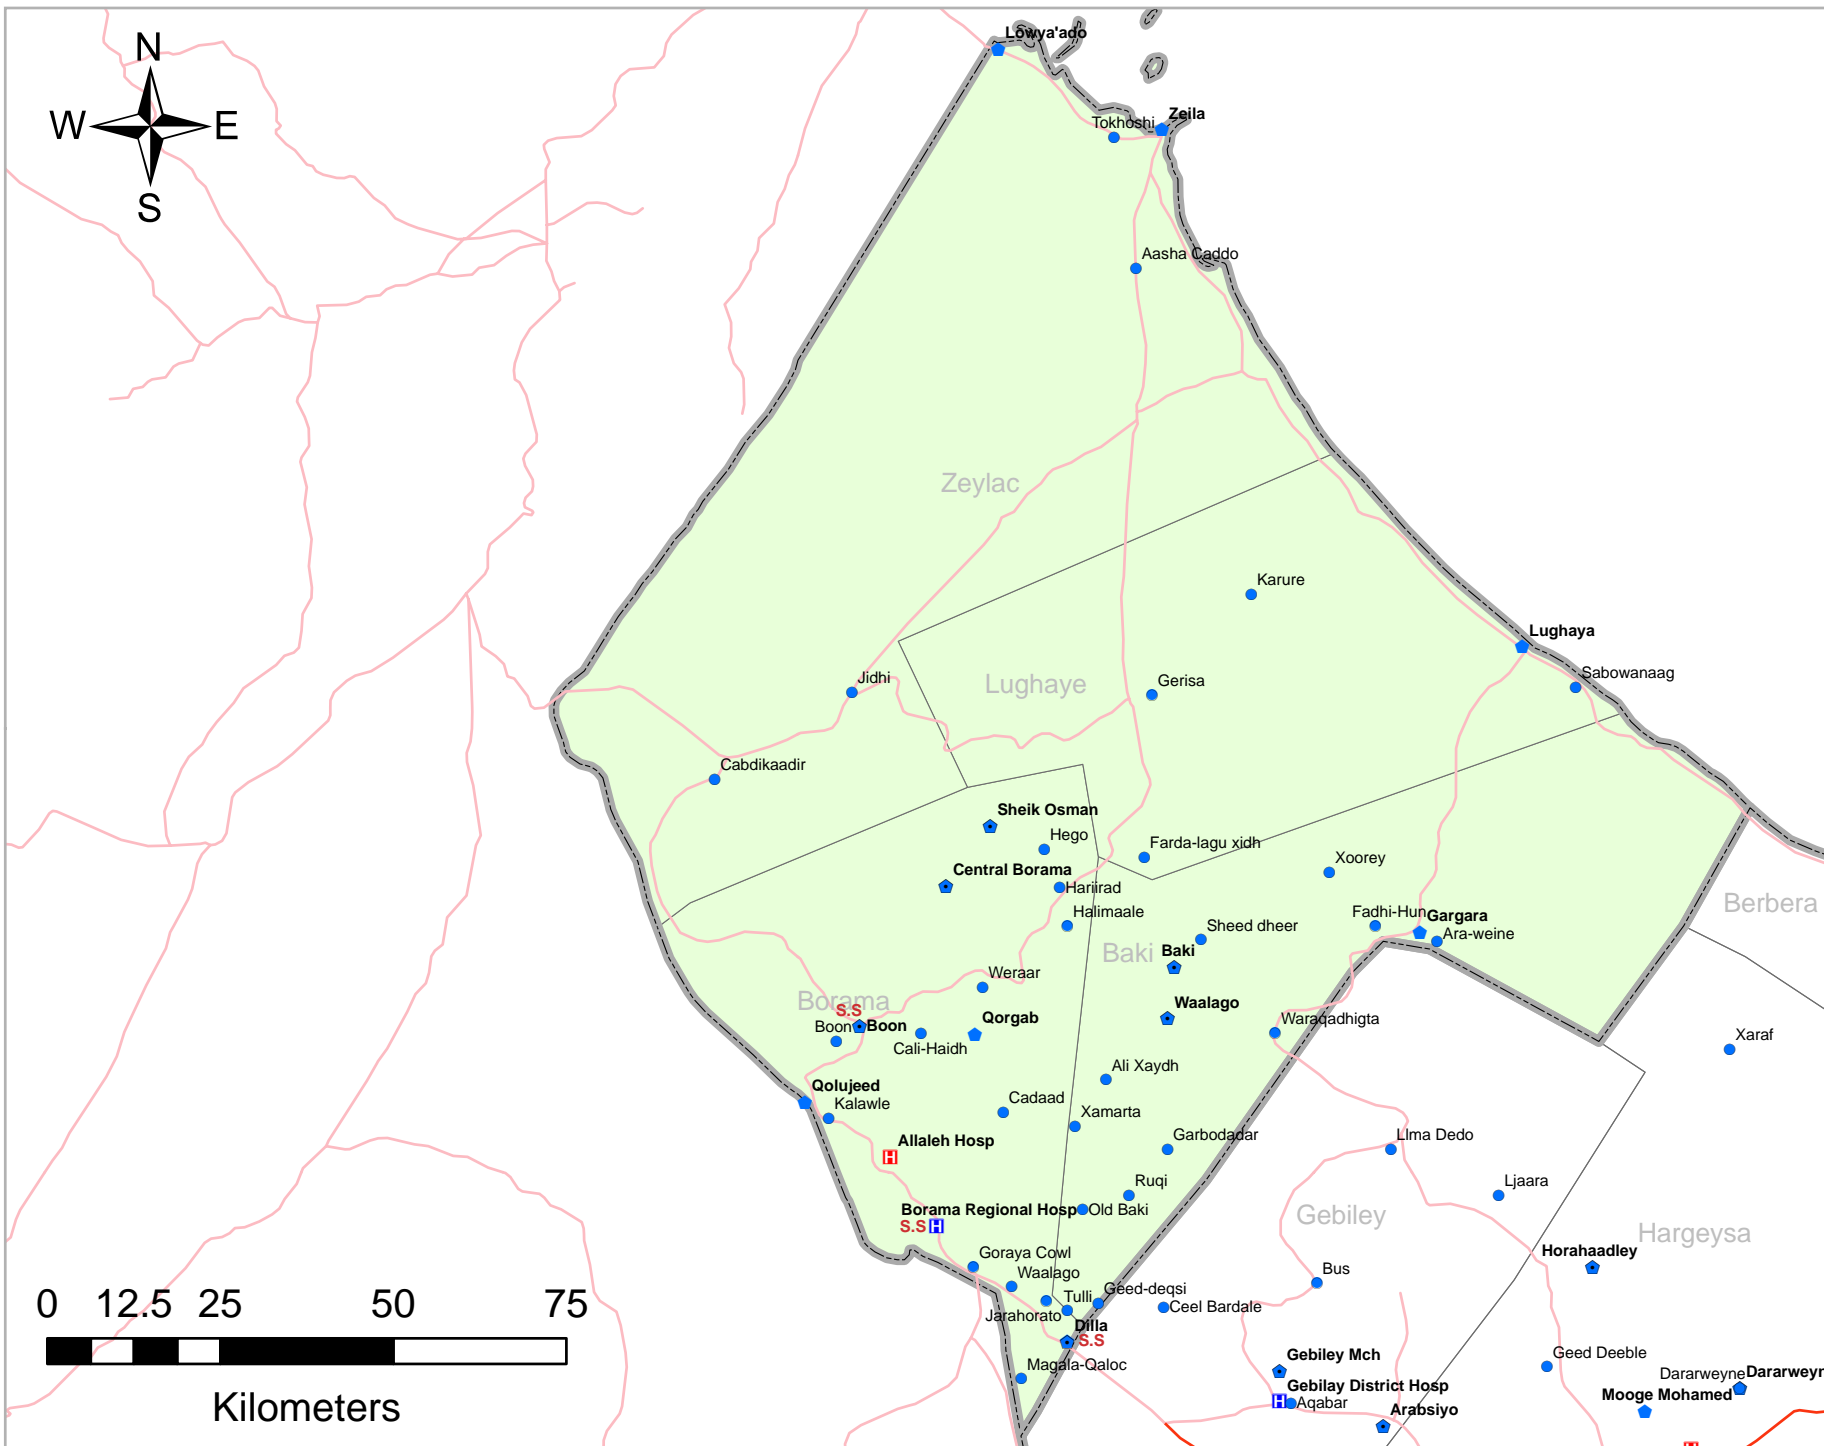 Lowya'ado
N
Zeila
Tokhoshi
W
E
S
Aasha Caddo
Zeylac
Karure
Lughaya
Sabowanaag
Jidhi
Lughaye
Gerisa
Cabdikaadir
Sheik Osman
Hego
Farda-lagu xidh
Xoorey
Central Borama
Hariirad
Halimaale
Berbera
Fadhi-Hun
Gargara
Ara-weine
Sheed dheer
Baki
Baki
Weraar
Borama
S.S
Waalago
Boon
Boon
Cali-Haidh
Qorgab
Waraqadhigta
Xaraf
Ali Xaydh
Qolujeed
Kalawle
Cadaad
Xamarta
Allaleh Hosp
Garbodadar
Llma Dedo
Ruqi
Ljaara
Borama Regional Hosp
Old Baki
S.S
H
H
Gebiley
Hargeysa
Goraya Cowl
Horahaadley
Waalago
Geed-deqsi
Bus
Tulli
Ceel Bardale
Jarahorato
Dilla
S.S
0 12.5 25 50 75
Kilometers
Magala-Qaloc
Gebiley Mch
Geed Deeble
Dararweyne
Dararweyn
Gebilay District Hosp
H
Aqabar
Mooge Mohamed
Arabsiyo